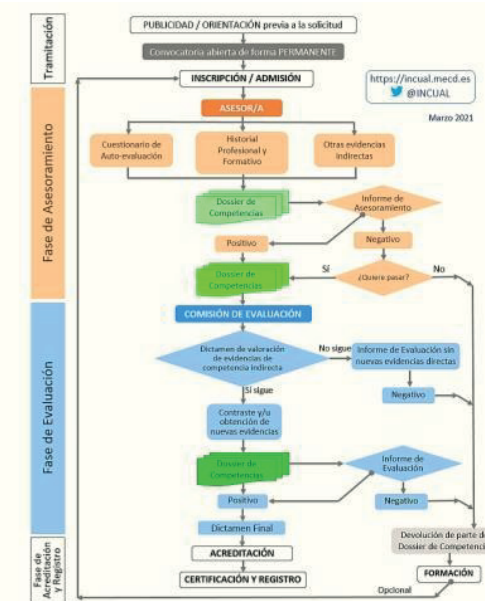 PUBLICIDAD / ORIENTACIÓN previa a la solicitud
Tramitación
Convocatoria abierta de forma PERMANENTE
INSCRIPCIÓN / ADMISIÓN
https://incual.mecd.es
@INCUAL
Marzo 2021
Fase de Asesoramiento
ASESOR/A
Cuestionario de
Auto-evaluación
Historial
Profesional y
Formativo
Otras evidencias
Indirectas
Dossier de
Competencias
Informe de
Asesoramiento
Positivo
Negativo
Dossier de
Competencias
Sí
¿Quiere pasar?
No
Fase de Evaluación
COMISIÓN DE EVALUACIÓN
Dictamen de valoración
de evidencias de
competencia indirecta
No sigue
Informe de Evaluación sin
nuevas evidencias directas
Negativo
Sí sigue
Contraste y/u
obtención de
nuevas evidencias
Dossier de
Competencias
Informe de
Evaluación
Positivo
Negativo
Dictamen Final
Devolución de parte de
Dossier de Competenci
Fase de
Acreditación
y Registro
ACREDITACIÓN
CERTIFICACIÓN Y REGISTRO
FORMACIÓN
Opcional